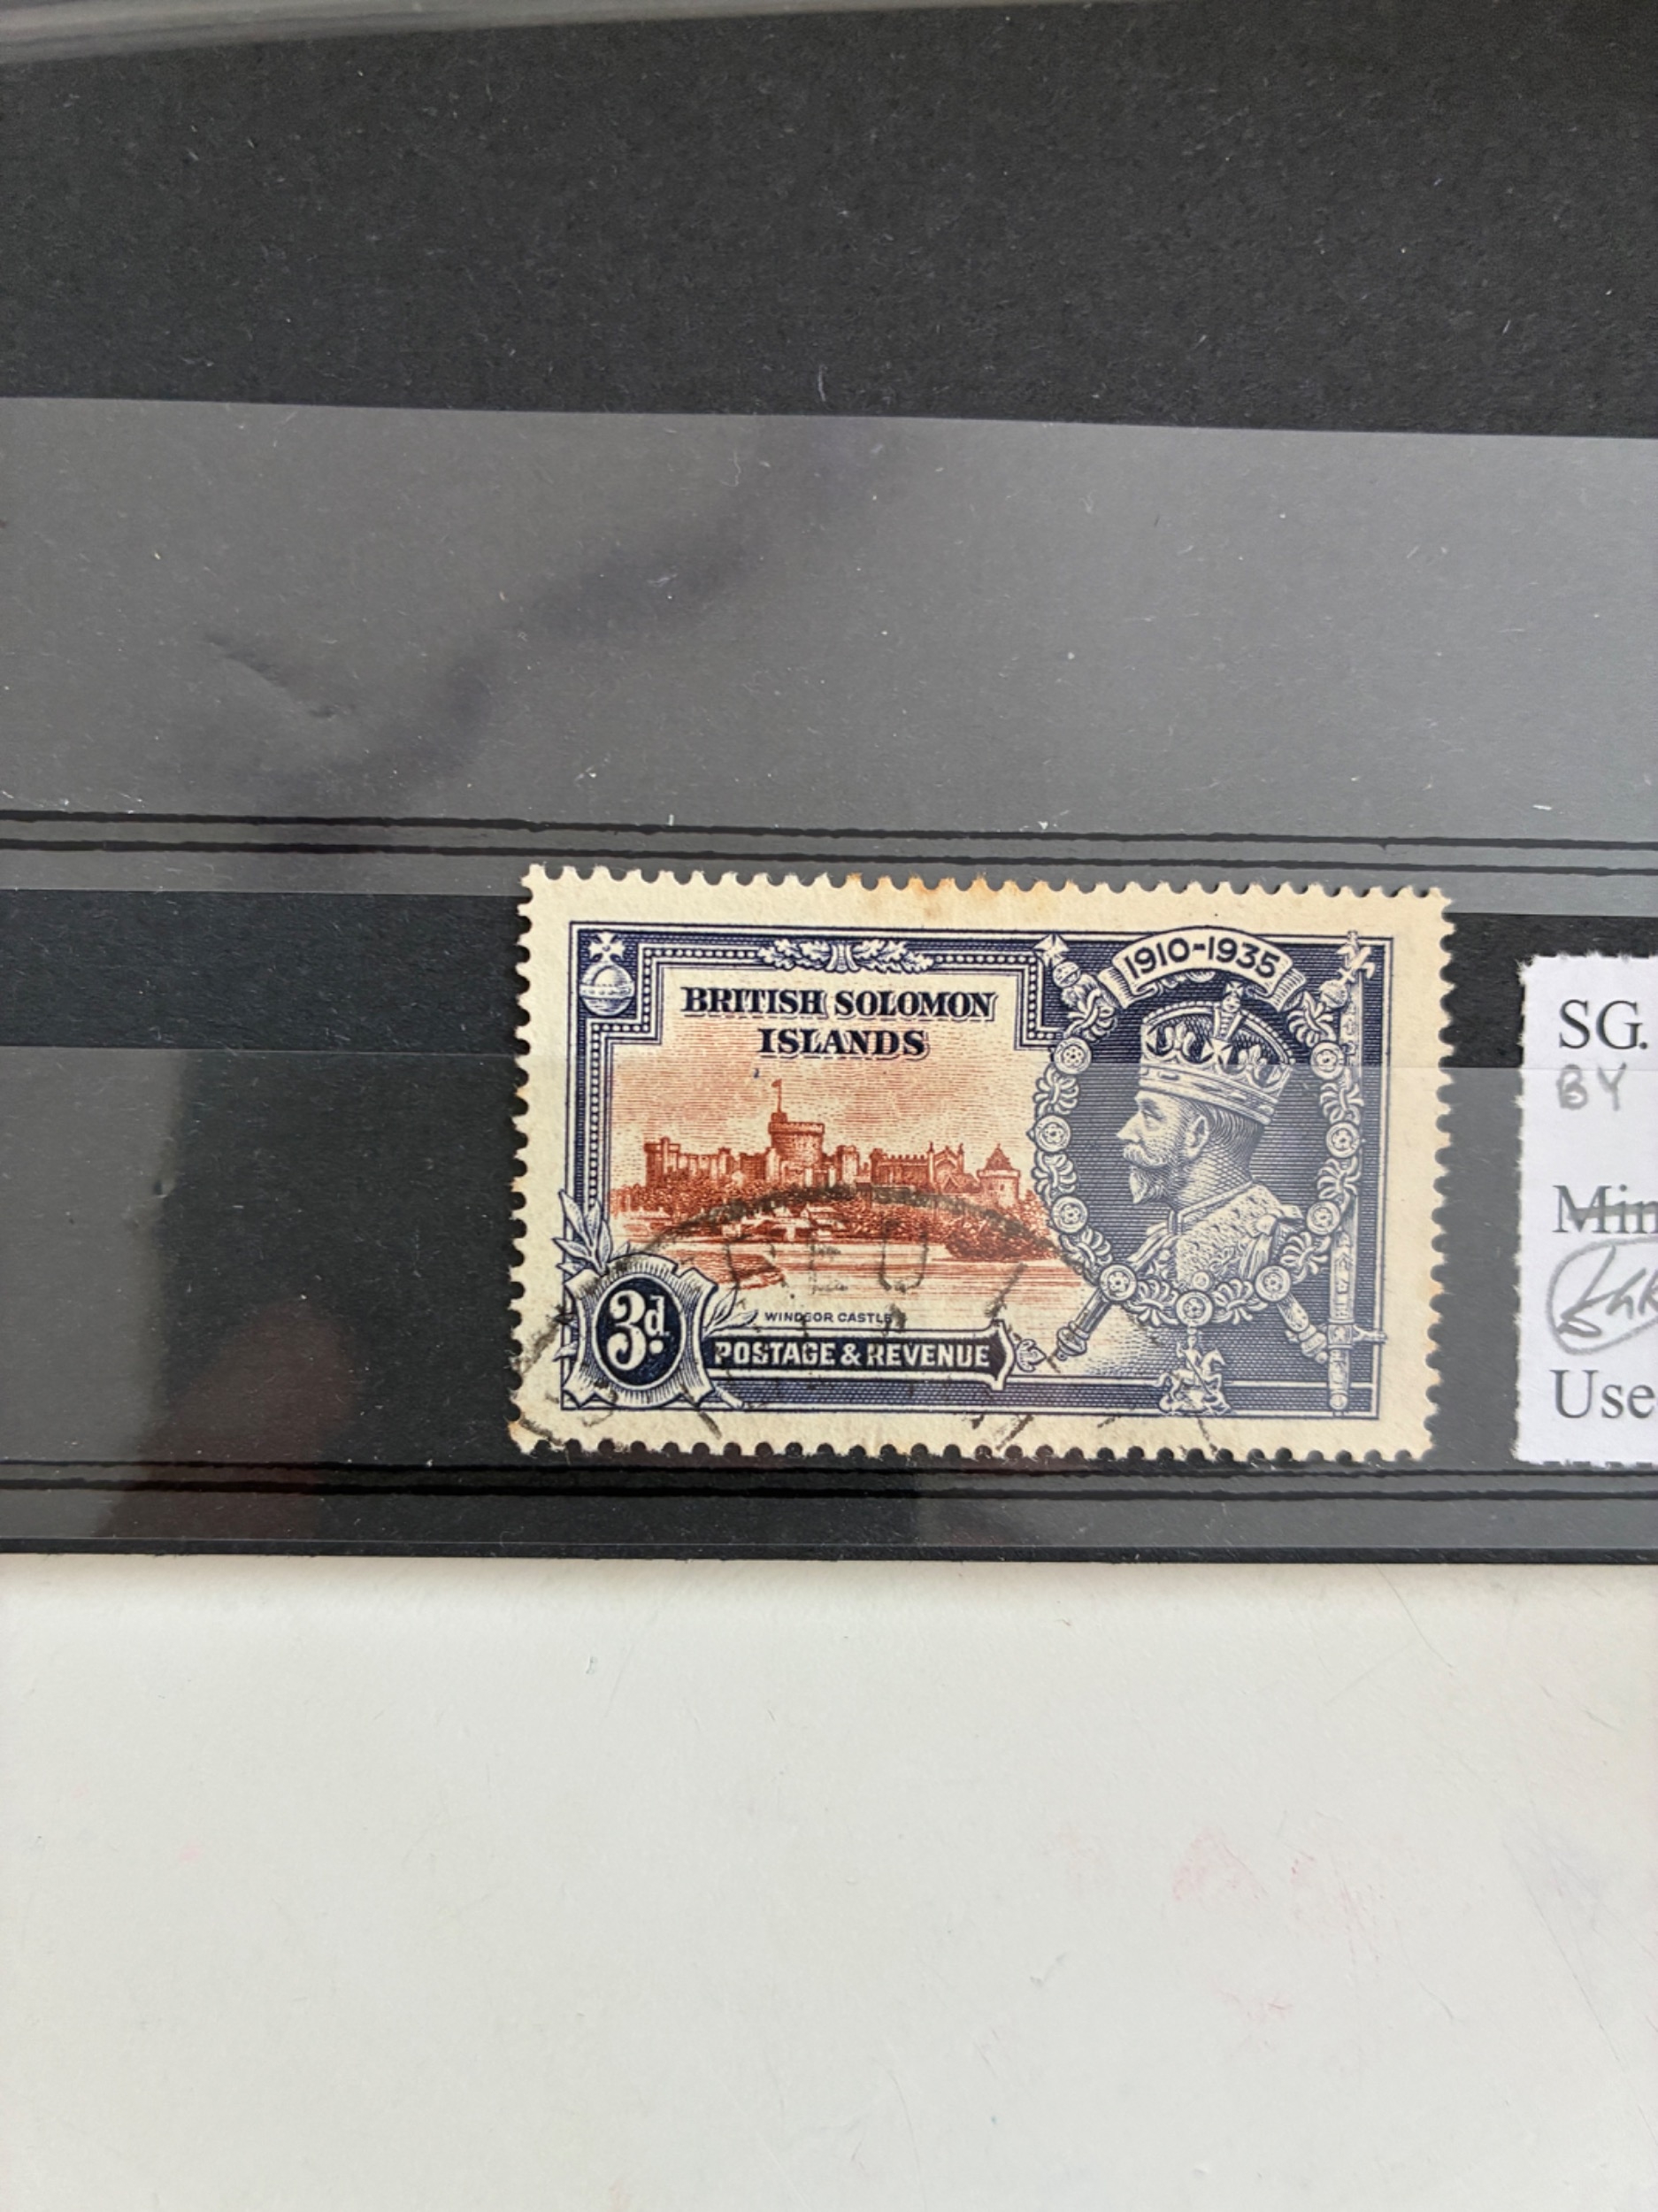 1910-1935
BRITISH SOLOMON
ISLANDS
WINDSOR CASTLE
3d.
POSTAGE & REVENUE
SG.
BY
Min
Use